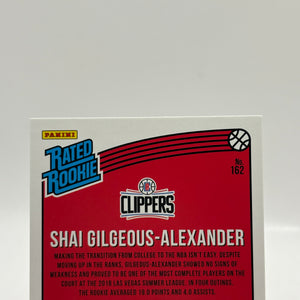 PANINI
RATED
ROOKIE
No.
162
CLIPPERS
SHAI GILGEOUS-ALEXANDER
MAKING THE TRANSITION FROM COLLEGE TO THE NBA ISN'T EASY. DESPITE
MOVING UP IN THE RANKS, GILGEOUS-ALEXANDER SHOWED NO SIGNS OF
WEAKNESS AND PROVED TO BE ONE OF THE MOST COMPLETE PLAYERS ON THE
COURT AT THE 2018 LAS VEGAS SUMMER LEAGUE. IN FOUR OUTINGS,
THE ROOKIE AVERAGED 19.0 POINTS AND 4.0 ASSISTS.